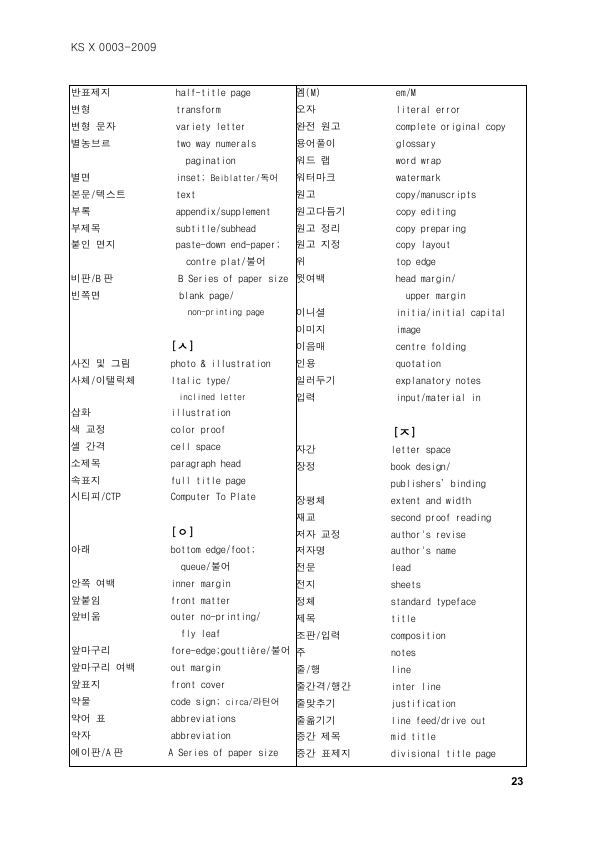 KS X 0003-2009
반표제지 half-title page
변형 transform
변형 문자 variety letter
별농브르 two way numerals
pagination
별면 inset; Beiblatter/독어
본문/텍스트 text
부록 appendix/supplement
부제목 subtitle/subhead
붙인 면지 paste-down end-paper;
contre plat/불어
비판/B판 B Series of paper size
빈쪽면 blank page/
non-printing page
[ㅅ]
사진 및 그림 photo & illustration
사체/이탤릭체 Italic type/
inclined letter
삽화 illustration
색 교정 color proof
셀 간격 cell space
소제목 paragraph head
속표지 full title page
시티피/CTP Computer To Plate
[ㅇ]
아래 bottom edge/foot;
queue/불어
안쪽 여백 inner margin
앞붙임 front matter
앞비움 outer no-printing/
fly leaf
앞마구리 fore-edge;gouttière/불어
앞마구리 여백 out margin
앞표지 front cover
약물 code sign; circa/라틴어
약어 표 abbreviations
약자 abbreviation
에이판/A판 A Series of paper size
엠(M) em/M
오자 literal error
완전 원고 complete original copy
용어풀이 glossary
워드 랩 word wrap
워터마크 watermark
원고 copy/manuscripts
원고다듬기 copy editing
원고 정리 copy preparing
원고 지정 copy layout
위 top edge
윗여백 head margin/
upper margin
이니셜 initia/initial capital
이미지 image
이음매 centre folding
인용 quotation
일러두기 explanatory notes
입력 input/material in
[ㅈ]
자간 letter space
장정 book design/
publishers' binding
장평체 extent and width
재교 second proof reading
저자 교정 author's revise
저자명 author's name
전문 lead
전지 sheets
정체 standard typeface
제목 title
조판/입력 composition
주 notes
줄/행 line
줄간격/행간 inter line
줄맞추기 justification
줄옮기기 line feed/drive out
중간 제목 mid title
중간 표제지 divisional title page
23